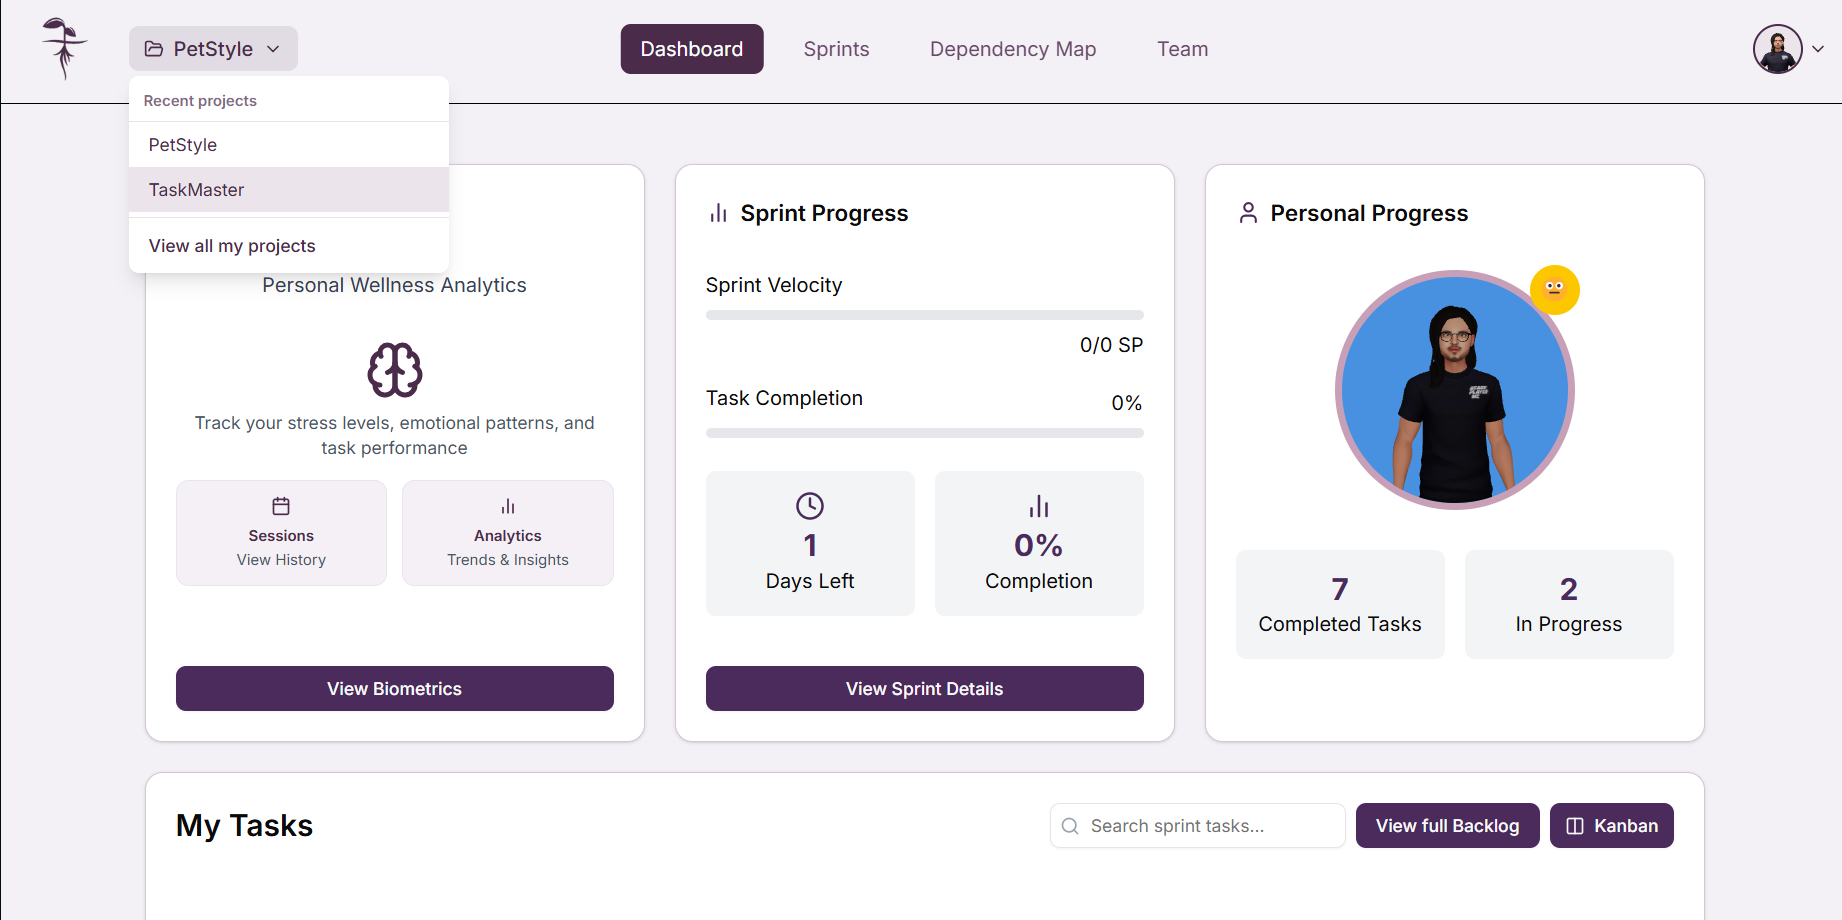 PetStyle
Dashboard
Sprints
Dependency Map
Team
Recent projects
PetStyle
TaskMaster
View all my projects
Personal Wellness Analytics
Track your stress levels, emotional patterns, and
task performance
Sessions
View History
Analytics
Trends & Insights
View Biometrics
Sprint Progress
Sprint Velocity
0/0 SP
Task Completion
0%
1
Days Left
0%
Completion
View Sprint Details
Personal Progress
7
Completed Tasks
2
In Progress
My Tasks
Search sprint tasks...
View full Backlog
Kanban